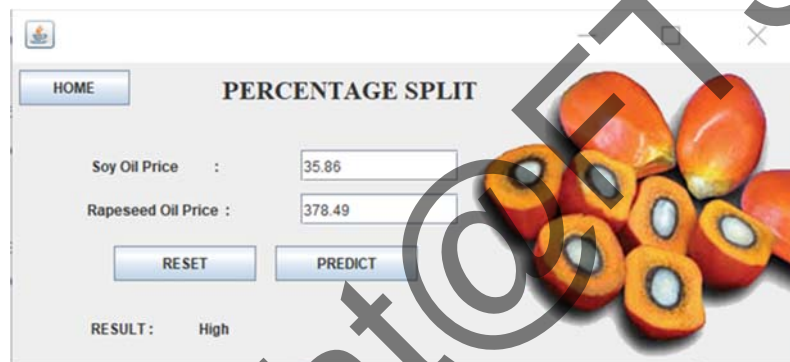 HOME
PERCENTAGE SPLIT
Soy Oil Price :
35.86
Rapeseed Oil Price :
378.49
RESET
PREDICT
RESULT : High